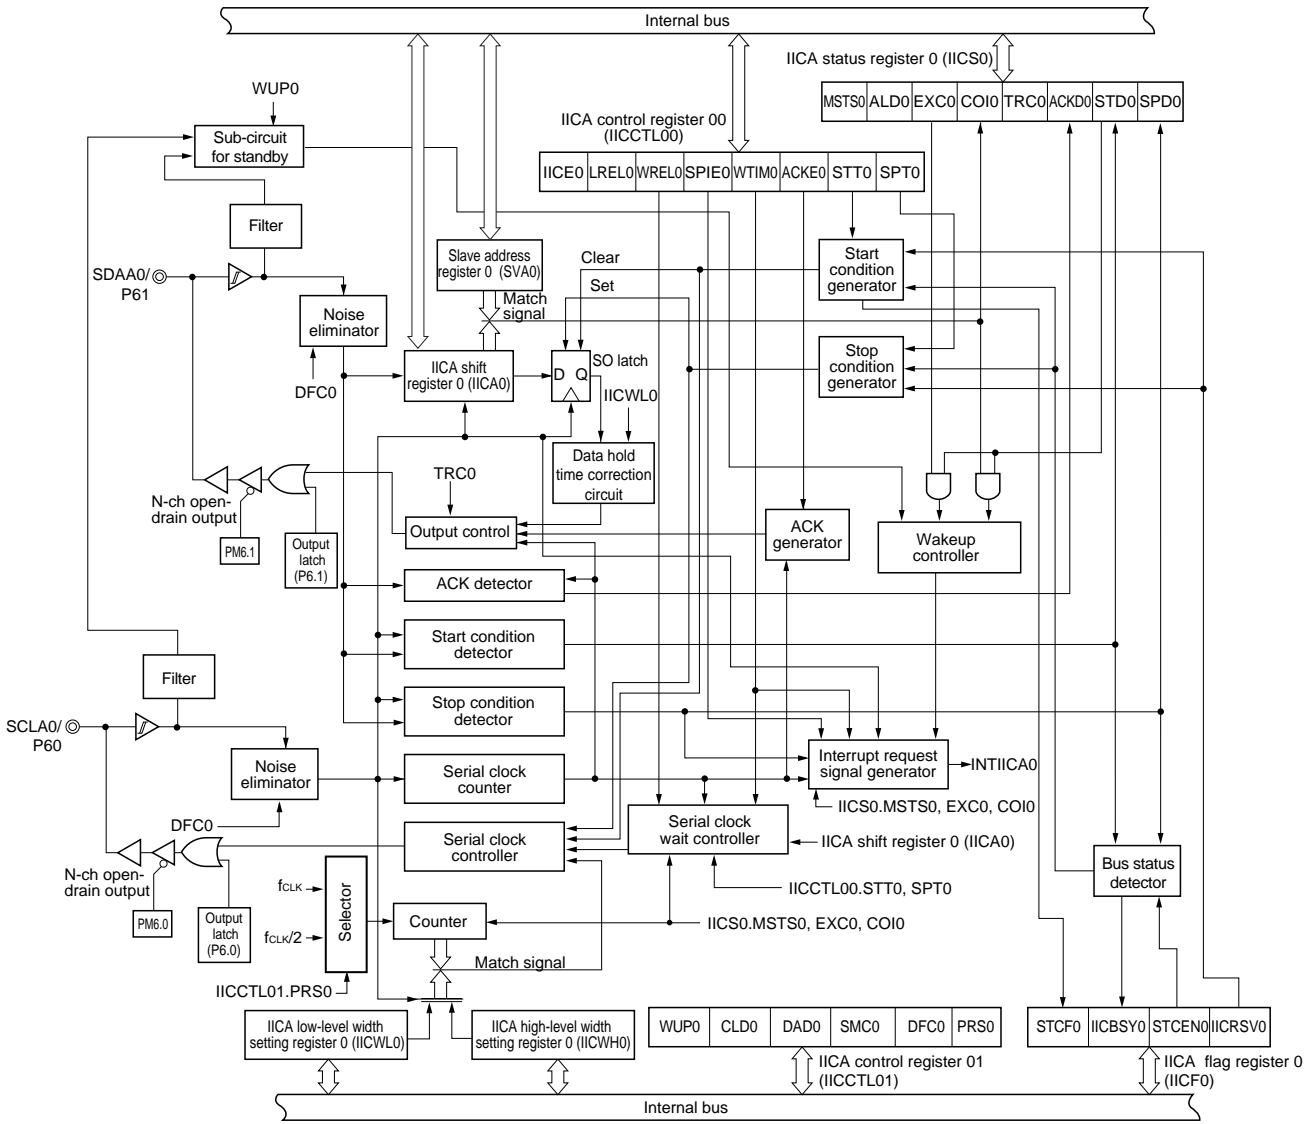 Internal bus
IICA status register 0 (IICS0)
MSTS0 ALD0 EXC0 COI0 TRC0 ACKD0 STD0 SPD0
WUP0
Sub-circuit
for standby
IICA control register 00
(IICCTL00)
IICE0 LREL0 WREL0 SPIE0 WTIM0 ACKE0 STT0 SPT0
Filter
SDAA0/
P61
Slave address
register 0 (SVA0)
Clear
Set
Match
signal
Start
condition
generator
Noise
eliminator
DFC0
IICA shift
register 0 (IICA0)
D Q
SO latch
IICWL0
Stop
condition
generator
Data hold
time correction
circuit
TRC0
N-ch open-
drain output
PM6.1
Output
latch
(P6.1)
Output control
ACK
generator
Wakeup
controller
ACK detector
Start condition
detector
Filter
Stop condition
detector
SCLA0/
P60
Noise
eliminator
DFC0
Serial clock
counter
Interrupt request
signal generator
INTIICA0
IICS0.MSTS0, EXC0, COI0
Serial clock
controller
Serial clock
wait controller
IICA shift register 0 (IICA0)
Bus status
detector
IICCTL00.STT0, SPT0
N-ch open-
drain output
PM6.0
Output
latch
(P6.0)
fCLK
fCLK/2
Selector
Counter
IICS0.MSTS0, EXC0, COI0
Match signal
IICCTL01.PRS0
IICA low-level width
setting register 0 (IICWL0)
IICA high-level width
setting register 0 (IICWH0)
WUP0 CLD0 DAD0 SMC0 DFC0 PRS0
IICA control register 01
(IICCTL01)
STCF0 IICBSY0 STCEN0 IICRSV0
IICA flag register 0
(IICF0)
Internal bus